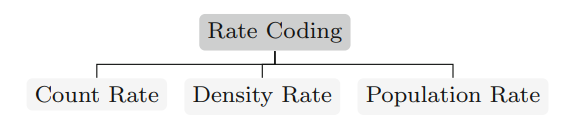 Rate Coding
Count Rate
Density Rate
Population Rate